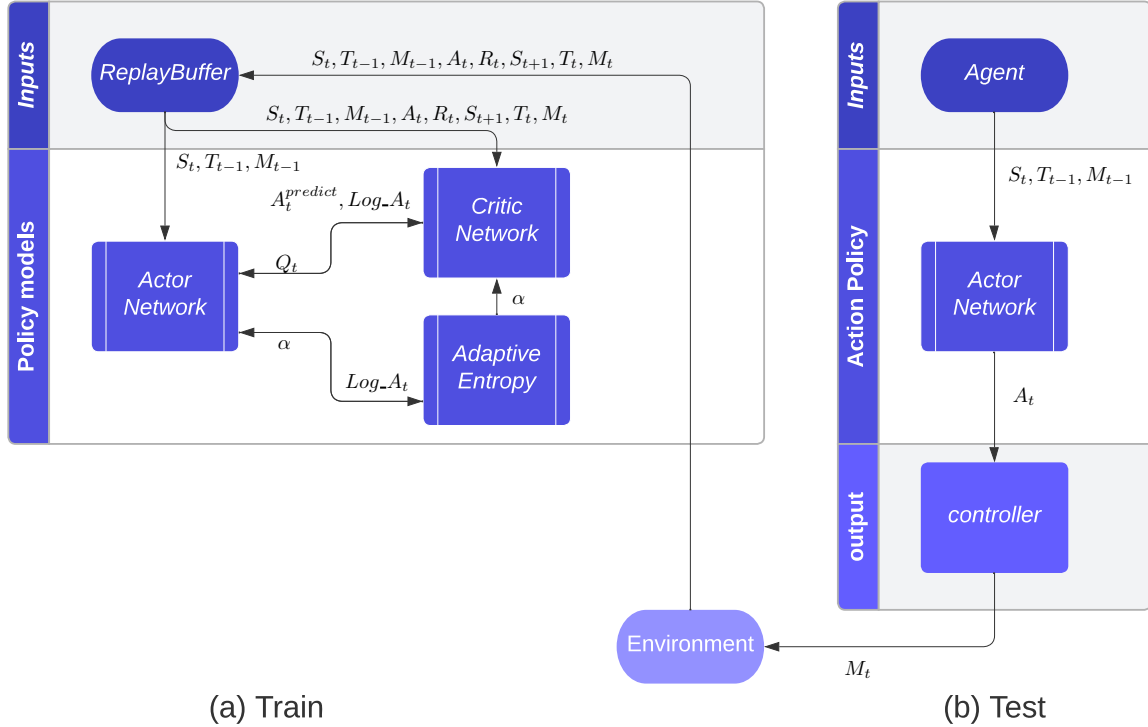 Inputs
ReplayBuffer
S_t, T_{t-1}, M_{t-1}, A_t, R_t, S_{t+1}, T_t, M_t
S_t, T_{t-1}, M_{t-1}, A_t, R_t, S_{t+1}, T_t, M_t
Policy models
S_t, T_{t-1}, M_{t-1}
A_t^{predict}, Log_A_t
Critic
Network
Q_t
Actor
Network
α
α
Log_A_t
Adaptive
Entropy
Environment
(a) Train
Inputs
Agent
Action Policy
S_t, T_{t-1}, M_{t-1}
Actor
Network
A_t
output
controller
M_t
(b) Test